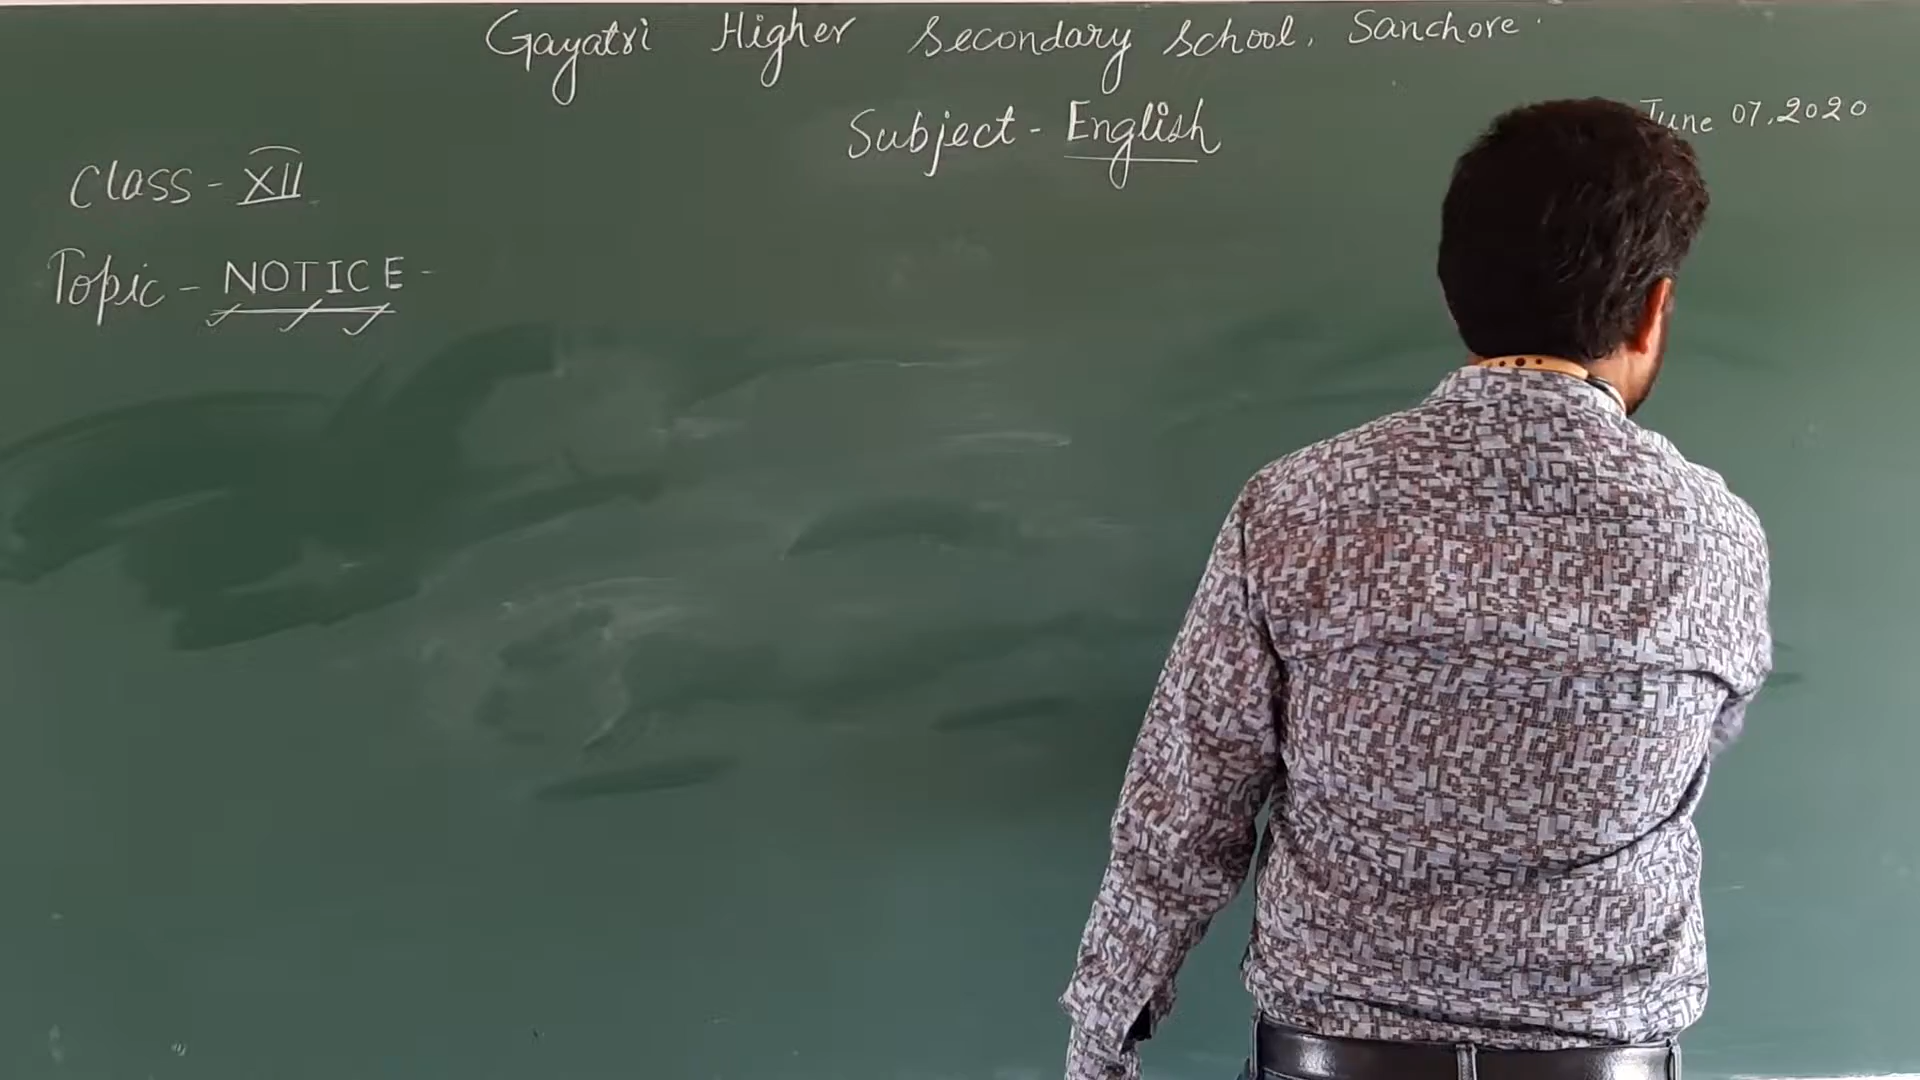 Gayatri Higher Secondary School, Sanchore.
Subject - English
June 07, 2020
Class - XII
Topic - NOTICE -